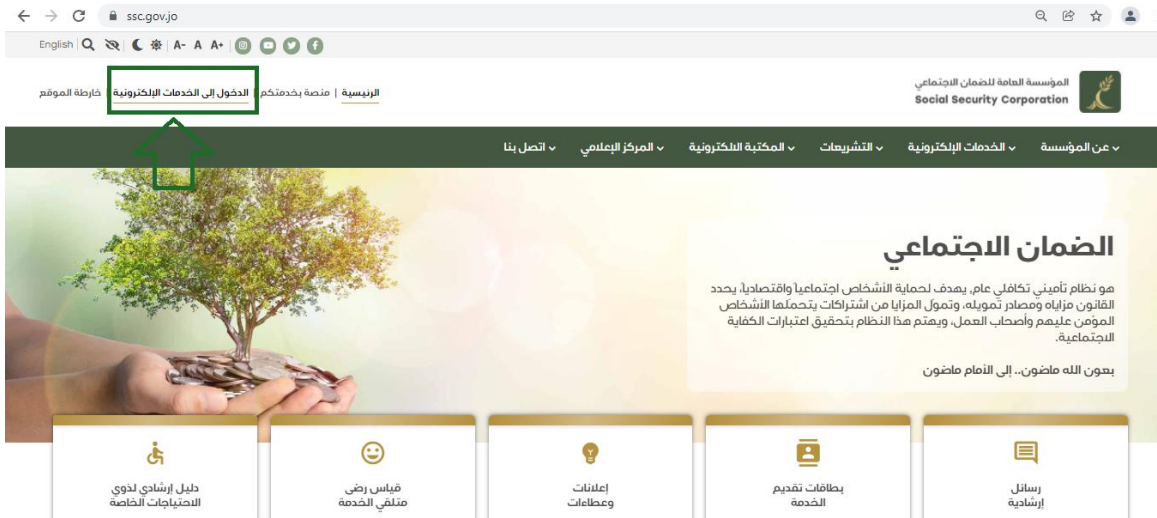 ssc.gov.jo
English A- A A+
الرئيسية | منصة بخدمتكم | الدخول إلى الخدمات الإلكترونية | خارطة الموقع
المؤسسة العامة للضمان الاجتماعي
Social Security Corporation
عن المؤسسة
الخدمات الإلكترونية
التشريعات
المكتبة الالكترونية
المركز الإعلامي
اتصل بنا
الضمان الاجتماعي
هو نظام تأميني تكافلي عام، يهدف لحماية الأشخاص اجتماعياً واقتصادياً، يحدد
القانون مزاياه ومصادر تمويله، وتمول المزايا من اشتراكات يتحملها الأشخاص
المؤمن عليهم وأصحاب العمل، ويهتم هذا النظام بتحقيق اعتبارات الكفاية
الاجتماعية.
بعون الله ماضون.. إلى الأمام ماضون
رسائل
إرشادية
بطاقات تقديم
الخدمة
إعلانات
وعطاءات
قياس رضى
متلقي الخدمة
دليل إرشادي لذوي
الاحتياجات الخاصة